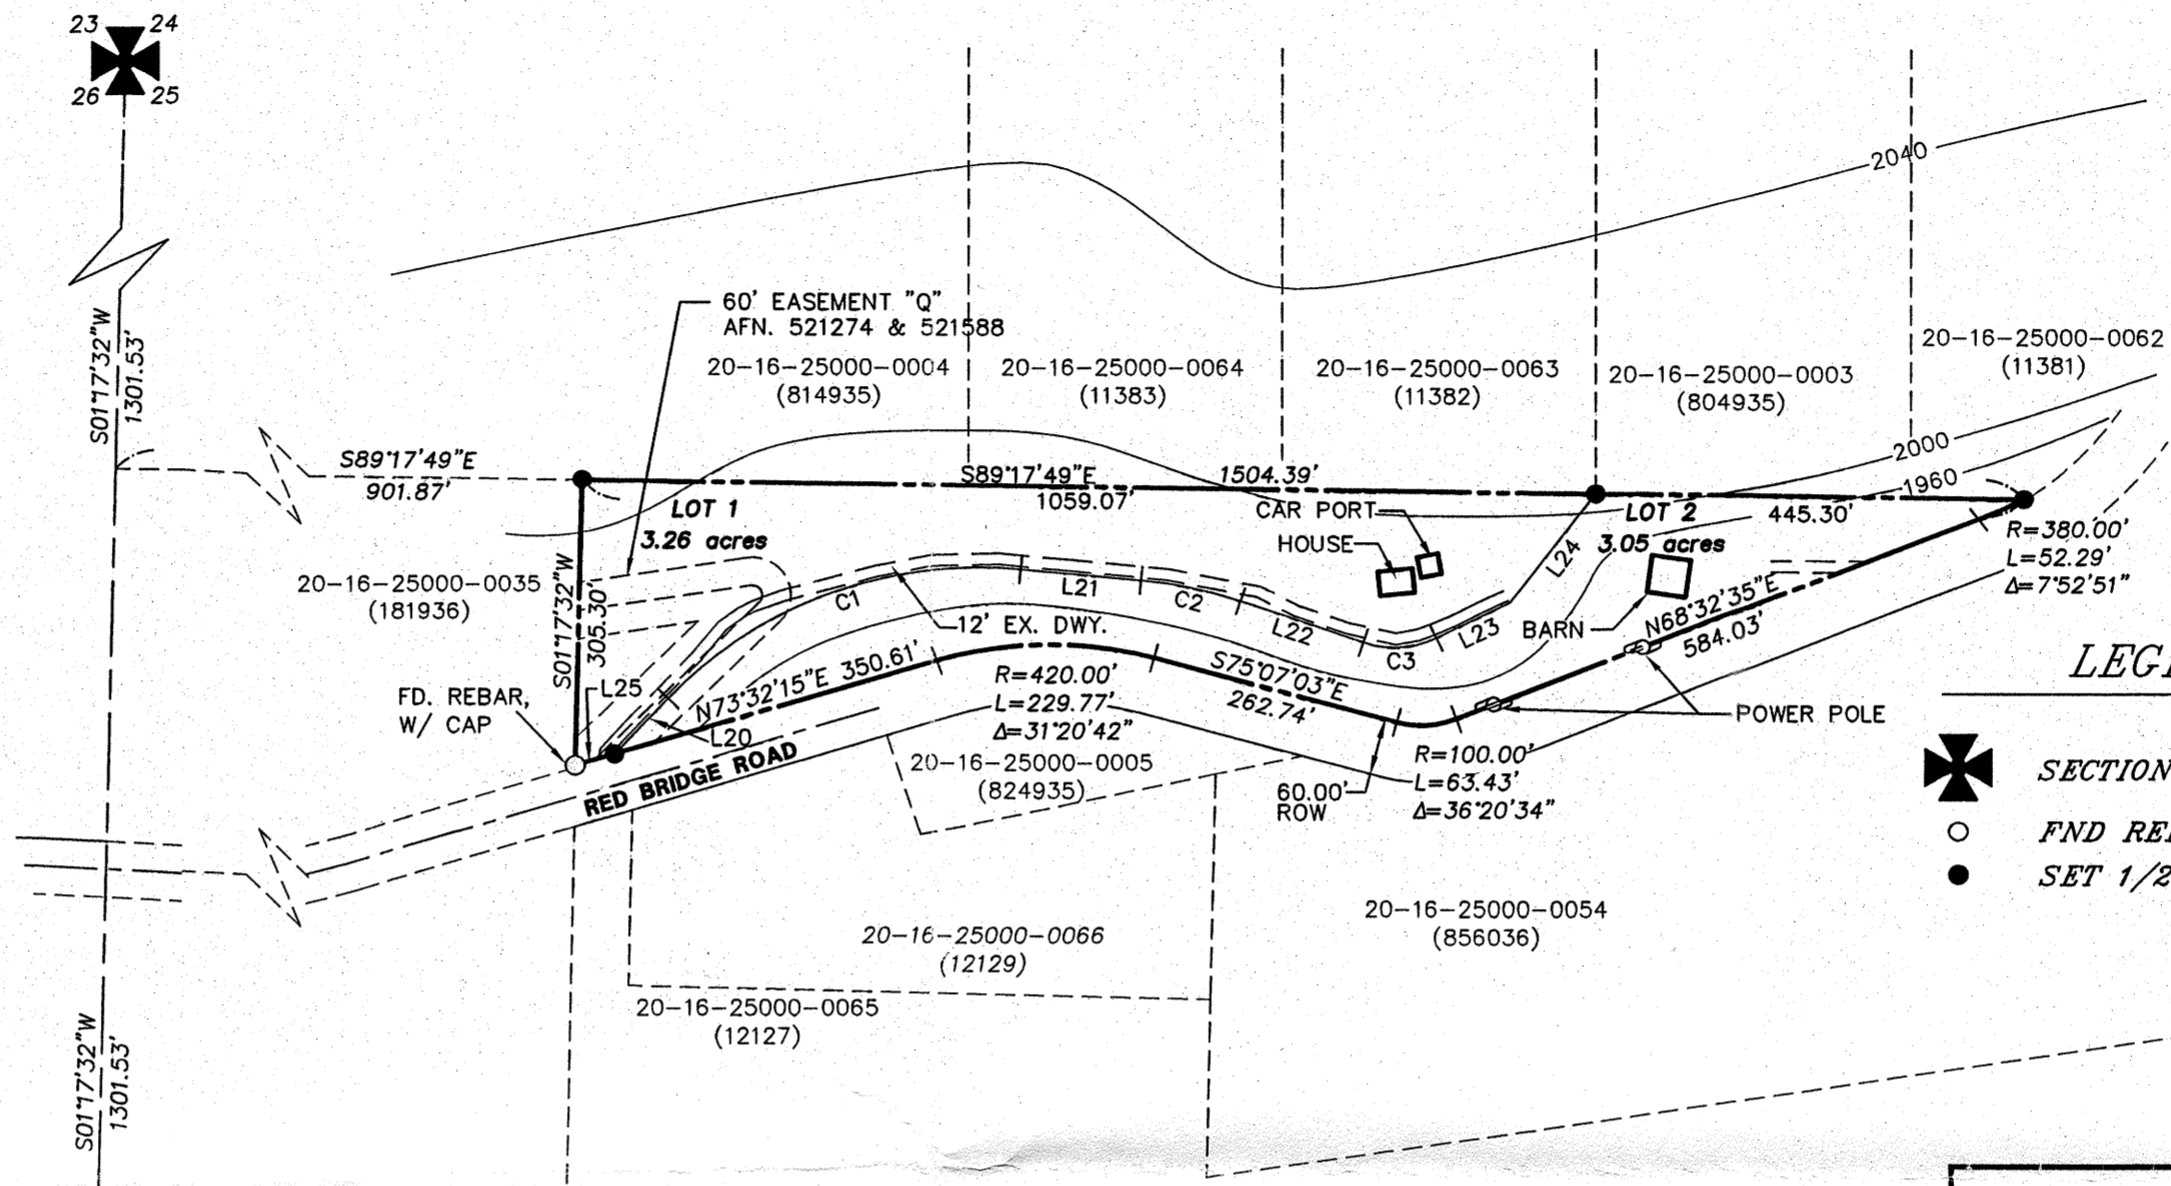 23 24
26 25
2040
60' EASEMENT "Q"
AFN. 521274 & 521588
S01°17'32"W
1301.53'
20-16-25000-0004
(814935)
20-16-25000-0064
(11383)
20-16-25000-0063
(11382)
20-16-25000-0003
(804935)
20-16-25000-0062
(11381)
2000
1960
S89°17'49"E
901.87'
S89°17'49"E 1504.39'
1059.07'
445.30'
LOT 1
3.26 acres
CAR PORT
HOUSE
LOT 2
3.05 acres
L24
R=380.00'
L=52.29'
Δ=7°52'51"
20-16-25000-0035
(181936)
S01°17'32"W
305.30'
C1
L21
C2
L22
C3
L23
12' EX. DWY.
BARN
N68°32'35"E
584.03'
FD. REBAR,
W/ CAP
L25
N73°32'15"E 350.61'
L20
R=420.00'
L=229.77'
Δ=31°20'42"
S75°07'03"E
262.74'
POWER POLE
RED BRIDGE ROAD
20-16-25000-0005
(824935)
60.00'
ROW
R=100.00'
L=63.43'
Δ=36°20'34"
SECTION
SET 1/2
20-16-25000-0066
(12129)
20-16-25000-0054
(856036)
20-16-25000-0065
(12127)
S01°17'32"W
1301.53'